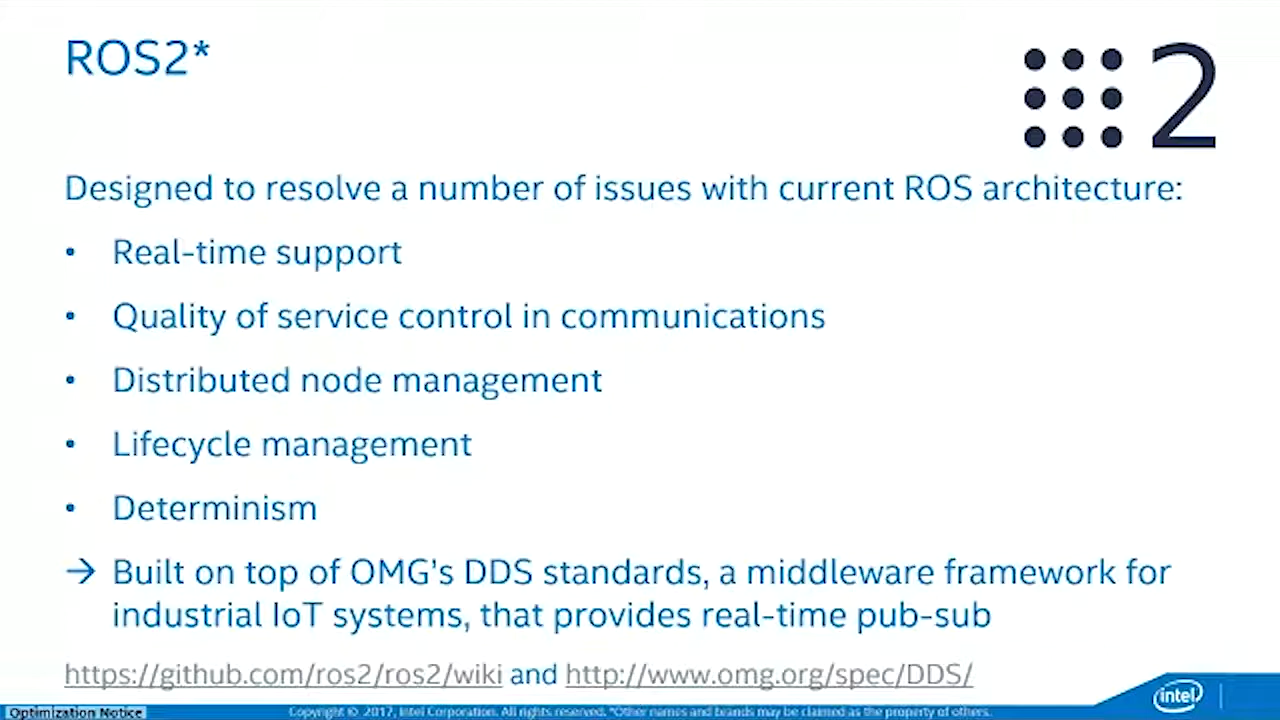 ROS2*
2
Designed to resolve a number of issues with current ROS architecture:
• Real-time support
• Quality of service control in communications
• Distributed node management
• Lifecycle management
• Determinism
→ Built on top of OMG's DDS standards, a middleware framework for
industrial IoT systems, that provides real-time pub-sub
https://github.com/ros2/ros2/wiki and http://www.omg.org/spec/DDS/
intel
Optimization Notice
Copyright © 2017, Intel Corporation. All rights reserved. *Other names and brands may be claimed as the property of others.